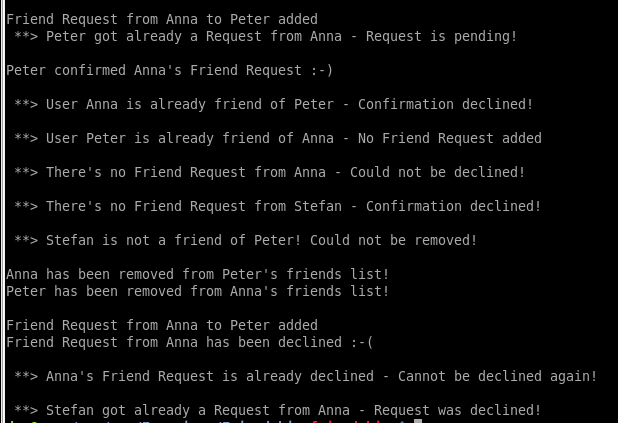 Friend Request from Anna to Peter added
**> Peter got already a Request from Anna - Request is pending!
Peter confirmed Anna's Friend Request :-)
**> User Anna is already friend of Peter - Confirmation declined!
**> User Peter is already friend of Anna - No Friend Request added
**> There's no Friend Request from Anna - Could not be declined!
**> There's no Friend Request from Stefan - Confirmation declined!
**> Stefan is not a friend of Peter! Could not be removed!
Anna has been removed from Peter's friends list!
Peter has been removed from Anna's friends list!
Friend Request from Anna to Peter added
Friend Request from Anna has been declined :-(
**> Anna's Friend Request is already declined - Cannot be declined again!
**> Stefan got already a Request from Anna - Request was declined!